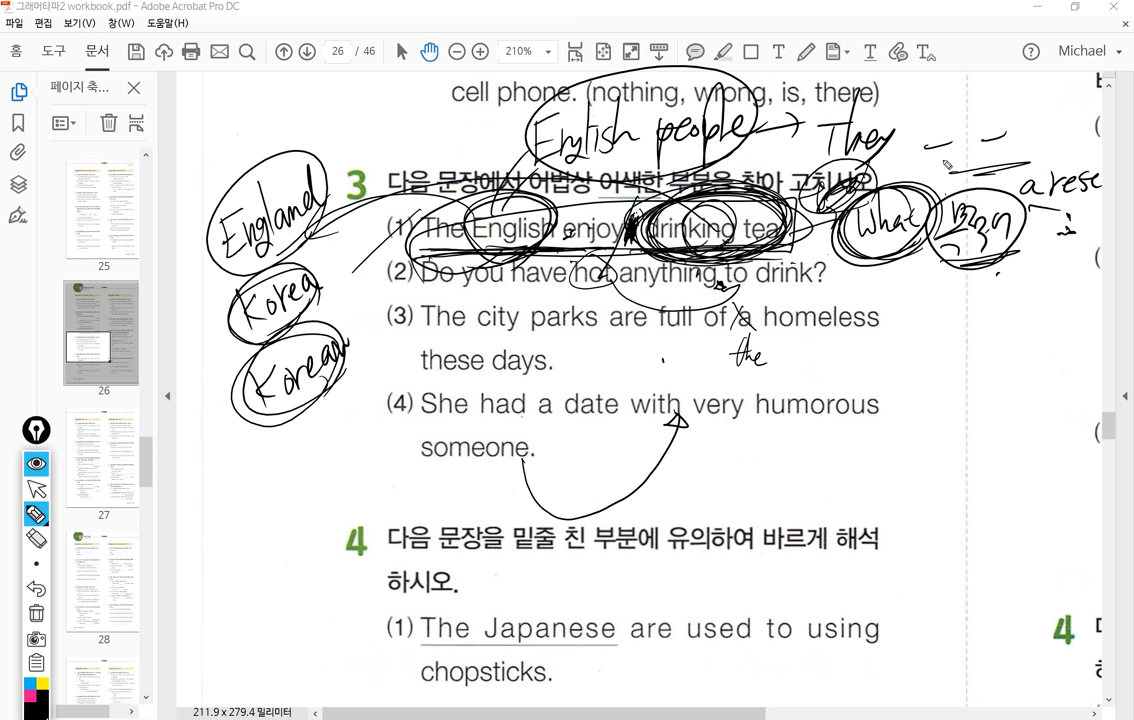 그래머타파2 workbook.pdf - Adobe Acrobat Pro DC
파일 편집 보기(V) 창(W) 도움말(H)
홈 도구 문서 26 / 46 210% Michael
페이지 축...
25
26
27
28
cell phone. (nothing, wrong, is, there)
English people → They
3 다음 문장에서 어법상 어색한 부분을 찾아 고치시오
England
What
(1) The English enjoy drinking tea
(2) Do you have hot anything to drink?
Korea
(3) The city parks are full of a homeless
these days.
the
Korean
(4) She had a date with very humorous
someone.
4 다음 문장을 밑줄 친 부분에 유의하여 바르게 해석
하시오.
(1) The Japanese are used to using
chopsticks.
4
211.9 x 279.4 밀리미터